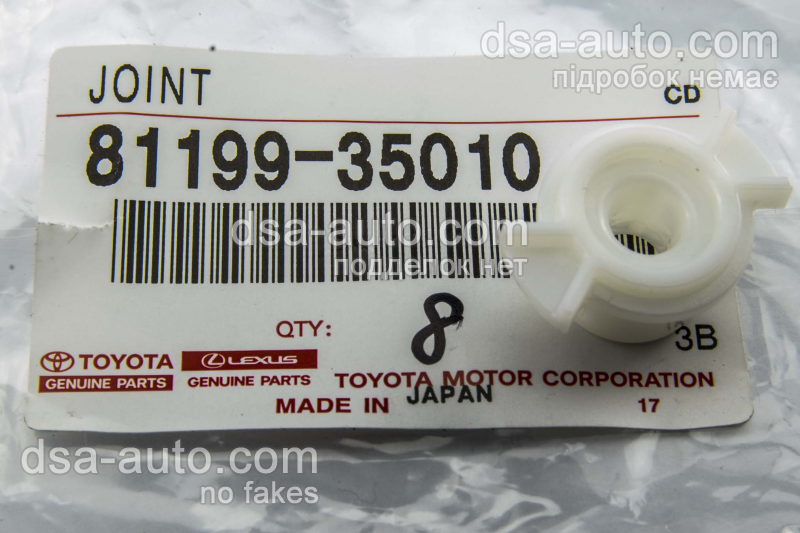 dsa-auto.com
підробок немає
JOINT
CD
81199-35010
dsa-auto.com
подделок нет
QTY: 8
3B
TOYOTA LEXUS
GENUINE PARTS GENUINE PARTS TOYOTA MOTOR CORPORATION
MADE IN JAPAN 17
dsa-auto.com
no fakes